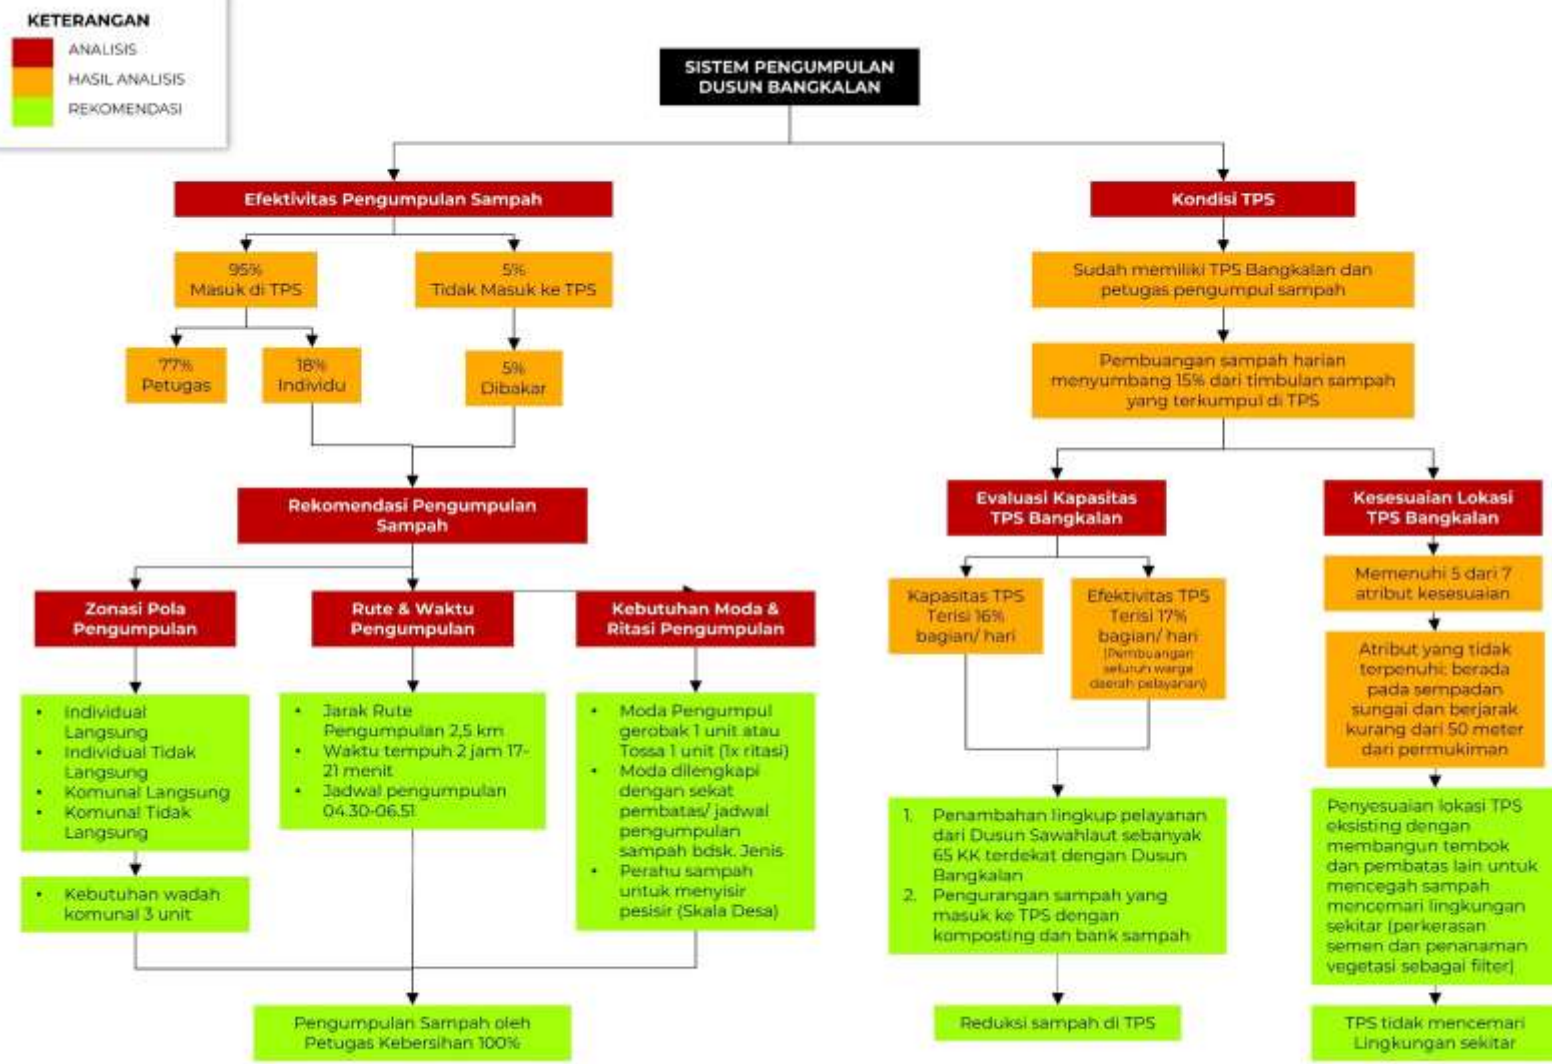 KETERANGAN
ANALISIS
HASIL ANALISIS
REKOMENDASI
SISTEM PENGUMPULAN
DUSUN BANGKALAN
Efektivitas Pengumpulan Sampah
95%
Masuk di TPS
5%
Tidak Masuk ke TPS
77%
Petugas
18%
Individu
5%
Dibakar
Rekomendasi Pengumpulan
Sampah
Zonasi Pola
Pengumpulan
• Individual
Langsung
• Individual Tidak
Langsung
• Komunal Langsung
• Komunal Tidak
Langsung
• Kebutuhan wadah
komunal 3 unit
Rute & Waktu
Pengumpulan
• Jarak Rute
Pengumpulan 2,5 km
• Waktu tempuh 2 jam 17-
21 menit
• Jadwal pengumpulan
04.30-06.51
Kebutuhan Moda &
Ritasi Pengumpulan
• Moda Pengumpul
gerobak 1 unit atau
Tossa 1 unit (1x ritasi)
• Moda dilengkapi
dengan sekat
pembatas/ jadwal
pengumpulan
sampah bdsk. Jenis
• Perahu sampah
untuk menyisir
pesisir (Skala Desa)
Pengumpulan Sampah oleh
Petugas Kebersihan 100%
Kondisi TPS
Sudah memiliki TPS Bangkalan dan
petugas pengumpul sampah
Pembuangan sampah harian
menyumbang 15% dari timbulan sampah
yang terkumpul di TPS
Evaluasi Kapasitas
TPS Bangkalan
Kapasitas TPS
Terisi 16%
bagian/ hari
Efektivitas TPS
Terisi 17%
bagian/ hari
(Pembuangan
seluruh warga
daerah pelayanan)
1. Penambahan lingkup pelayanan
dari Dusun Sawahlaut sebanyak
65 KK terdekat dengan Dusun
Bangkalan
2. Pengurangan sampah yang
masuk ke TPS dengan
komposting dan bank sampah
Reduksi sampah di TPS
Kesesuaian Lokasi
TPS Bangkalan
Memenuhi 5 dari 7
atribut kesesuaian
Atribut yang tidak
terpenuhi: berada
pada sempadan
sungai dan berjarak
kurang dari 50 meter
dari permukiman
Penyesuaian lokasi TPS
eksisting dengan
membangun tembok
dan pembatas lain untuk
mencegah sampah
mencemari lingkungan
sekitar (perkerasan
semen dan penanaman
vegetasi sebagai filter)
TPS tidak mencemari
Lingkungan sekitar